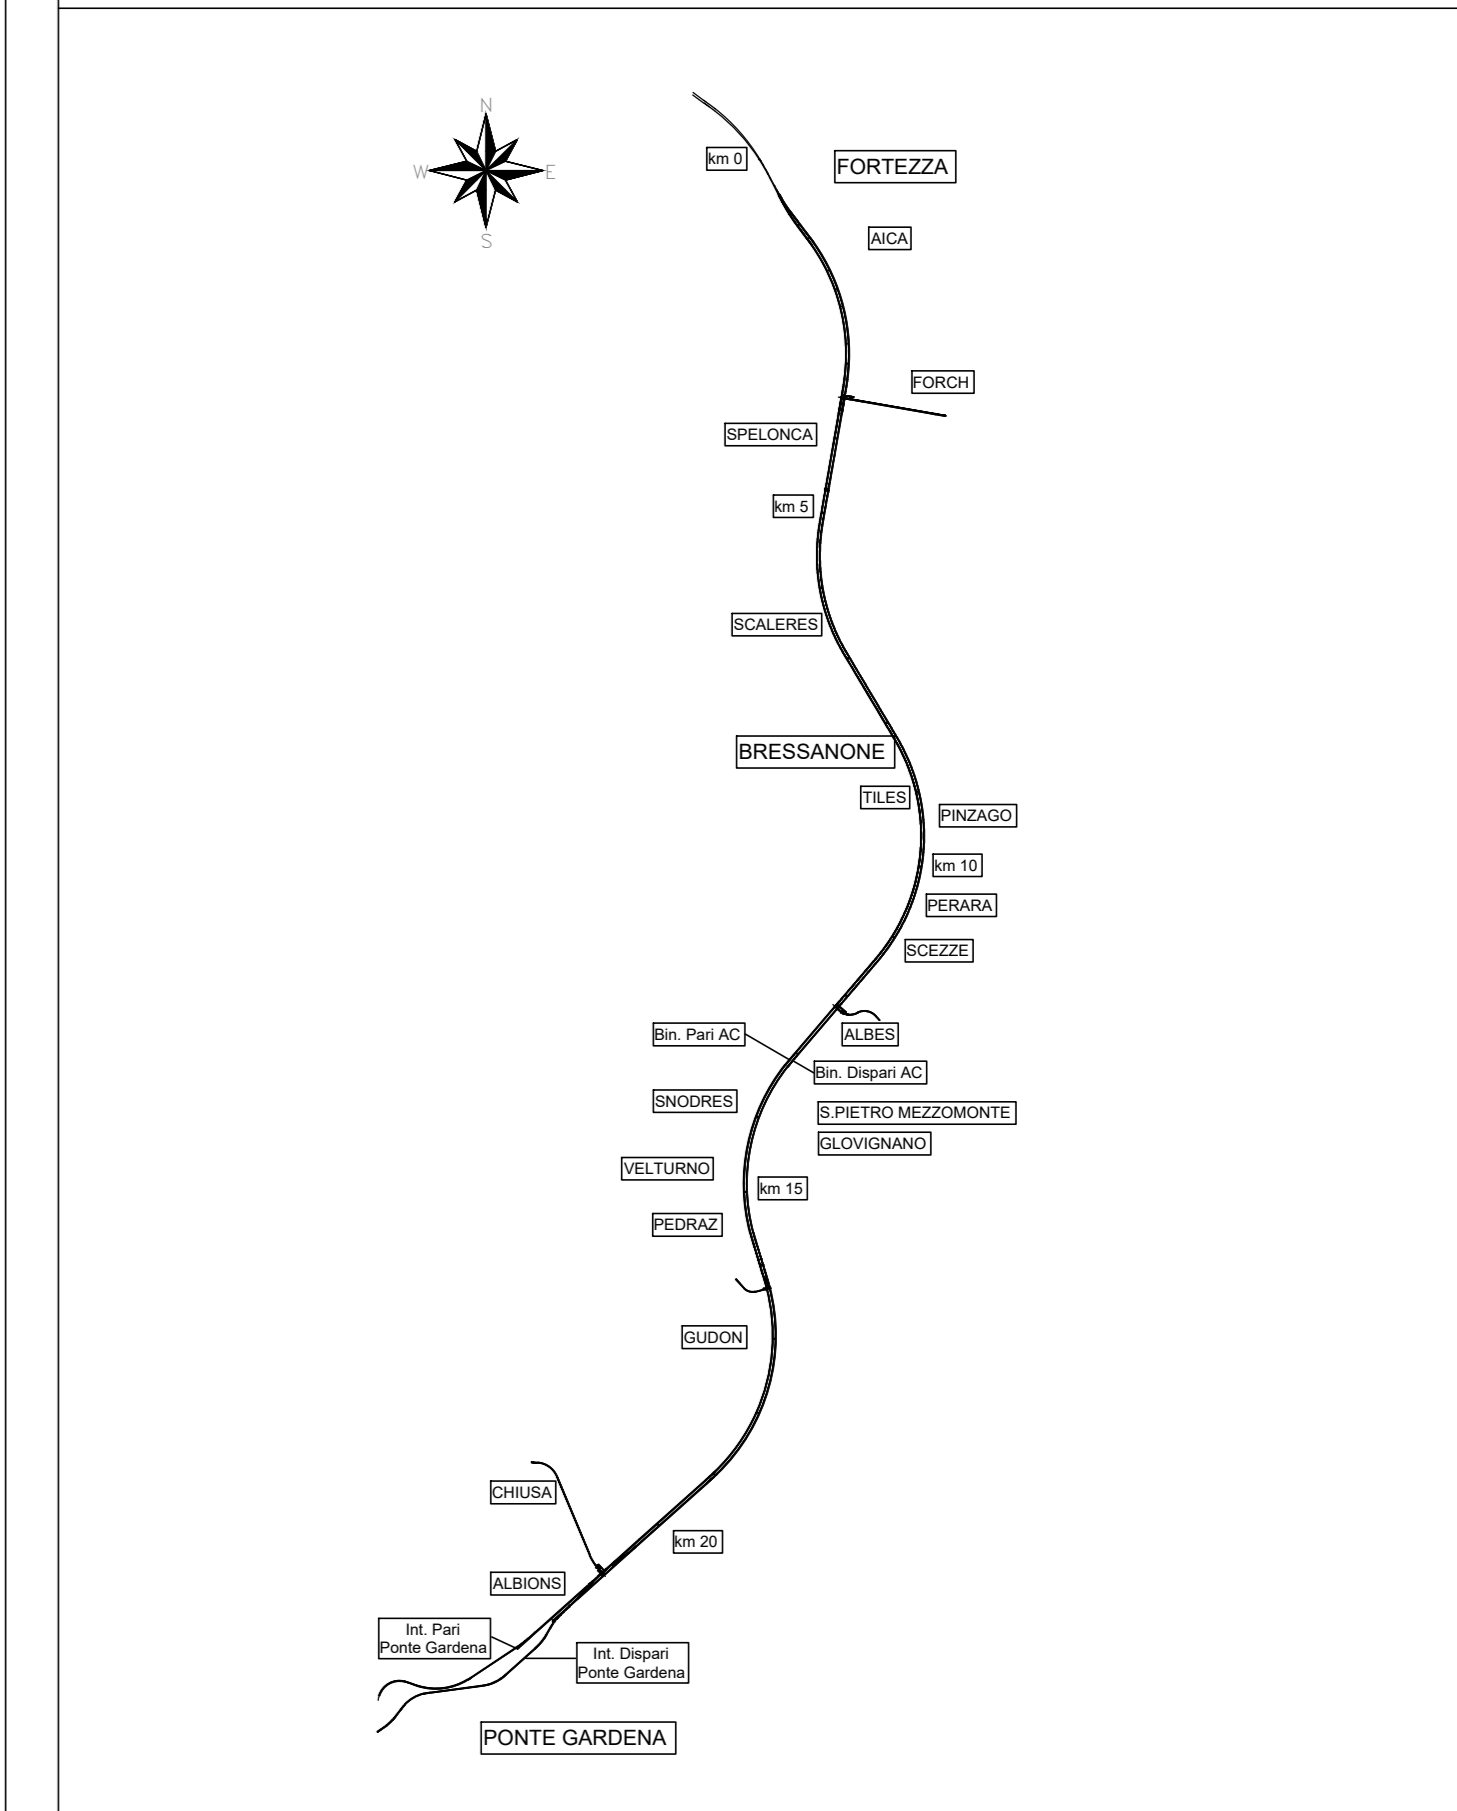 N
km 0
FORTEZZA
W
E
S
AICA
FORCH
SPELONCA
km 5
SCALERES
BRESSANONE
TILES
PINZAGO
km 10
PERARA
SCEZZE
Bin. Pari AC
ALBES
Bin. Dispari AC
SNODRES
S.PIETRO MEZZOMONTE
GLOVIGNANO
VELTURNO
km 15
PEDRAZ
GUDON
CHIUSA
km 20
ALBIONS
Int. Pari
Ponte Gardena
Int. Dispari
Ponte Gardena
PONTE GARDENA